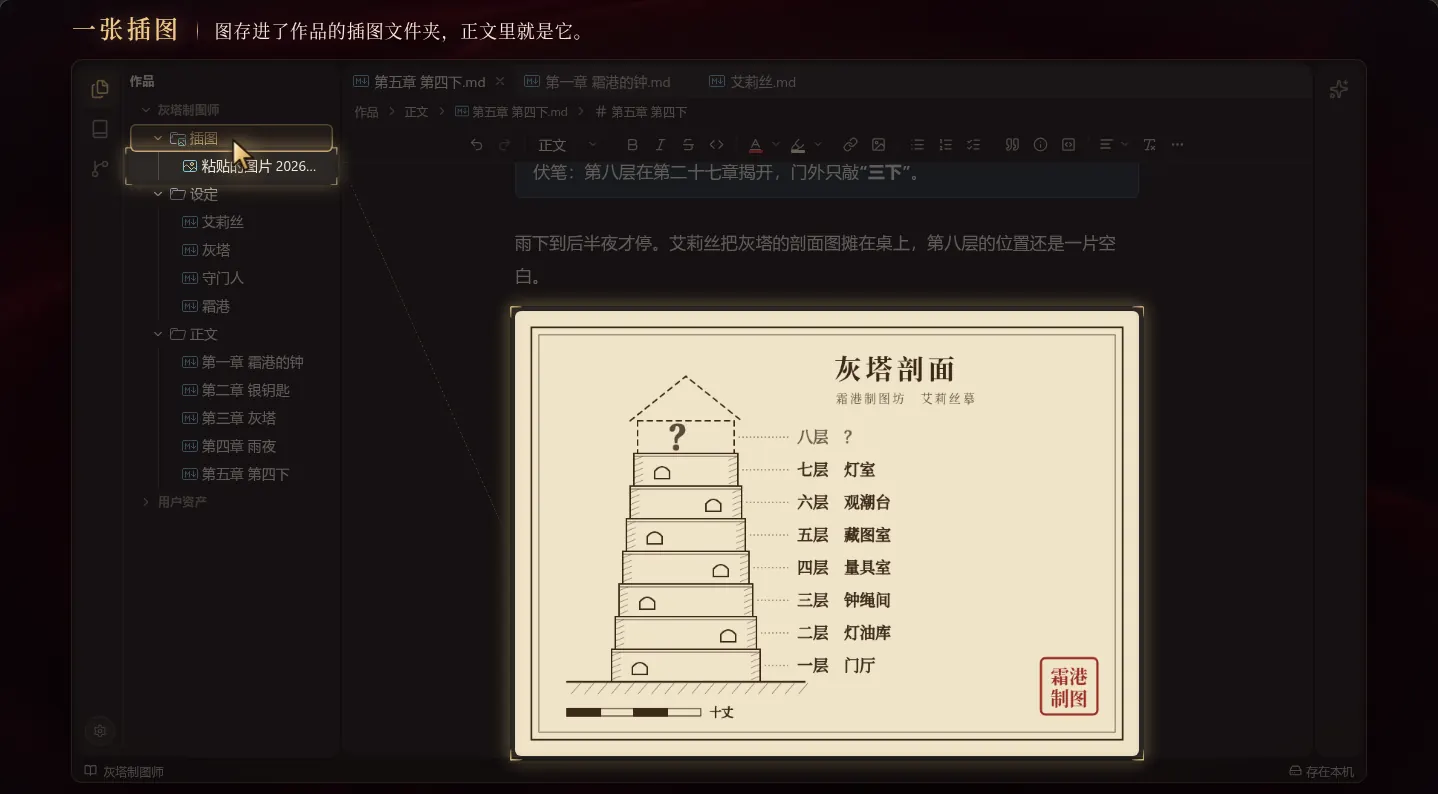 一张插图 图存进了作品的插图文件夹，正文里就是它。
作品
灰塔制图师
插图
粘贴的图片 2026...
设定
艾莉丝
灰塔
守门人
霜港
正文
第一章 霜港的钟
第二章 银钥匙
第三章 灰塔
第四章 雨夜
第五章 第四下
用户资产
灰塔制图师
第五章 第四下.md
第一章 霜港的钟.md
艾莉丝.md
作品 > 正文 > 第五章 第四下.md > # 第五章 第四下
正文
伏笔：第八层在第二十七章揭开，门外只敲“三下”。
雨下到后半夜才停。艾莉丝把灰塔的剖面图摊在桌上，第八层的位置还是一片空
白。
灰塔剖面
霜港制图坊 艾莉丝摹
?
八层 ?
七层 灯室
六层 观潮台
五层 藏图室
四层 量具室
三层 钟绳间
二层 灯油库
一层 门厅
十丈
霜港
制图
存在本机